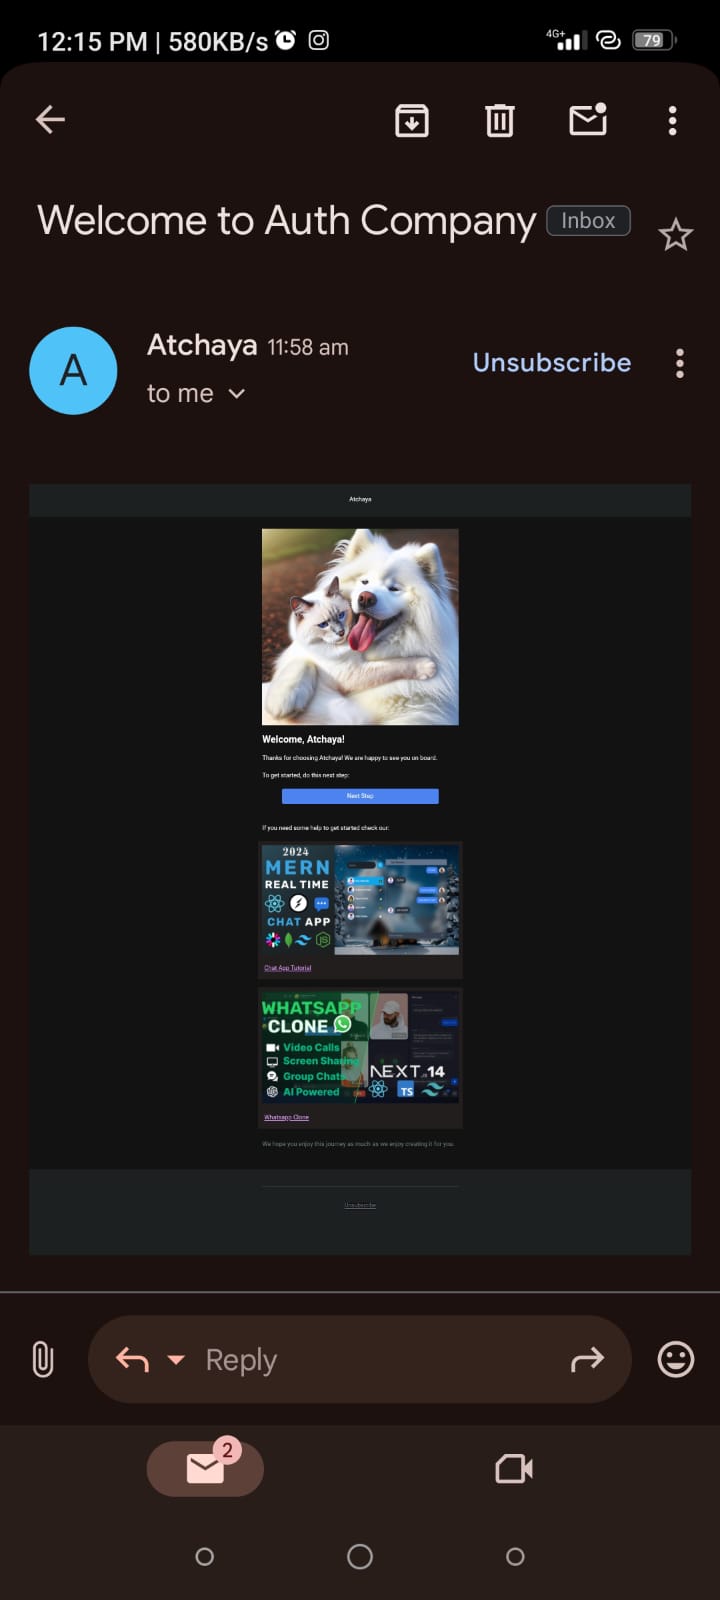 12:15 PM | 580KB/s
4G+
79
Welcome to Auth Company
Inbox
A
Atchaya 11:58 am
Unsubscribe
to me
Atchaya
Welcome, Atchaya!
Thanks for choosing Atchaya! We are happy to see you on board.
To get started, do this next step:
Next Step
If you need some help to get started check our:
2024
MERN
REAL TIME
CHAT APP
JS
Chat App Tutorial
WHATSAPP
CLONE
Video Calls
Screen Sharing
Group Chats
AI Powered
NEXT.JS 14
TS
Whatsapp Clone
We hope you enjoy this journey as much as we enjoy creating it for you.
Unsubscribe
Reply
2